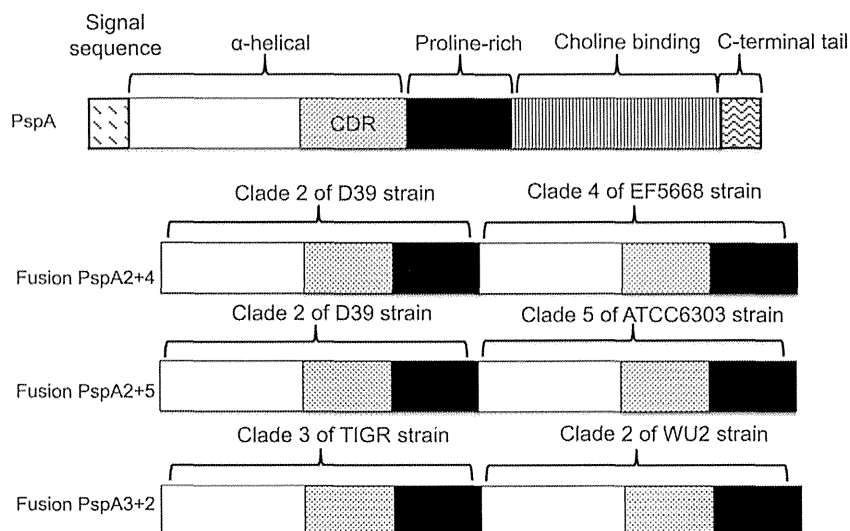 Signal
sequence
α-helical
Proline-rich
Choline binding
C-terminal tail
PspA
CDR
Clade 2 of D39 strain
Clade 4 of EF5668 strain
Fusion PspA2+4
Clade 2 of D39 strain
Clade 5 of ATCC6303 strain
Fusion PspA2+5
Clade 3 of TIGR strain
Clade 2 of WU2 strain
Fusion PspA3+2